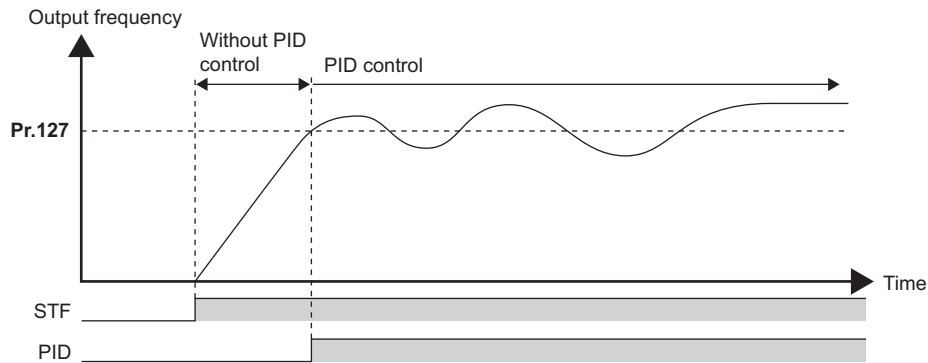 Output frequency
Without PID
control
PID control
Pr.127
Time
STF
PID